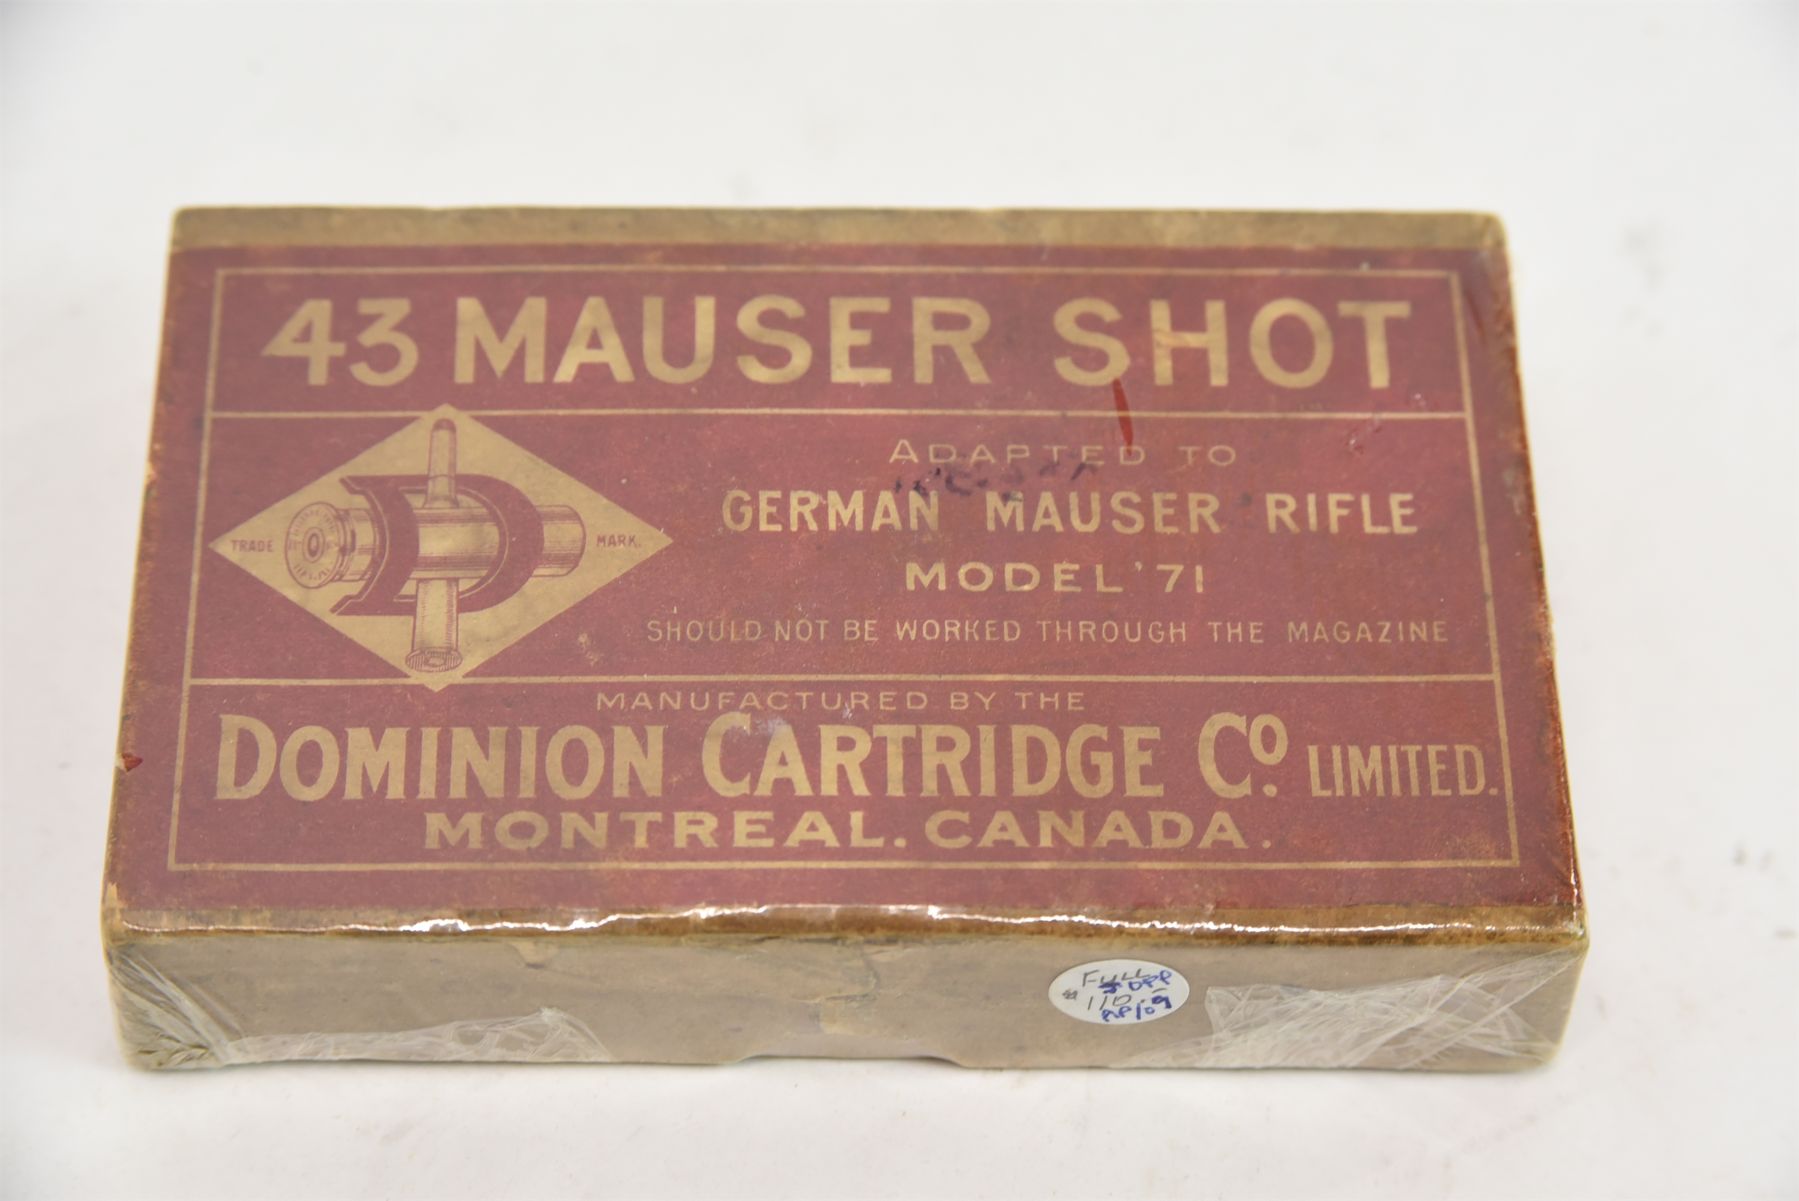 43 MAUSER SHOT
TRADE MARK.
ADAPTED TO
GERMAN MAUSER RIFLE
MODEL '71
SHOULD NOT BE WORKED THROUGH THE MAGAZINE
MANUFACTURED BY THE
DOMINION CARTRIDGE CO. LIMITED.
MONTREAL. CANADA.
FULL
$110.-